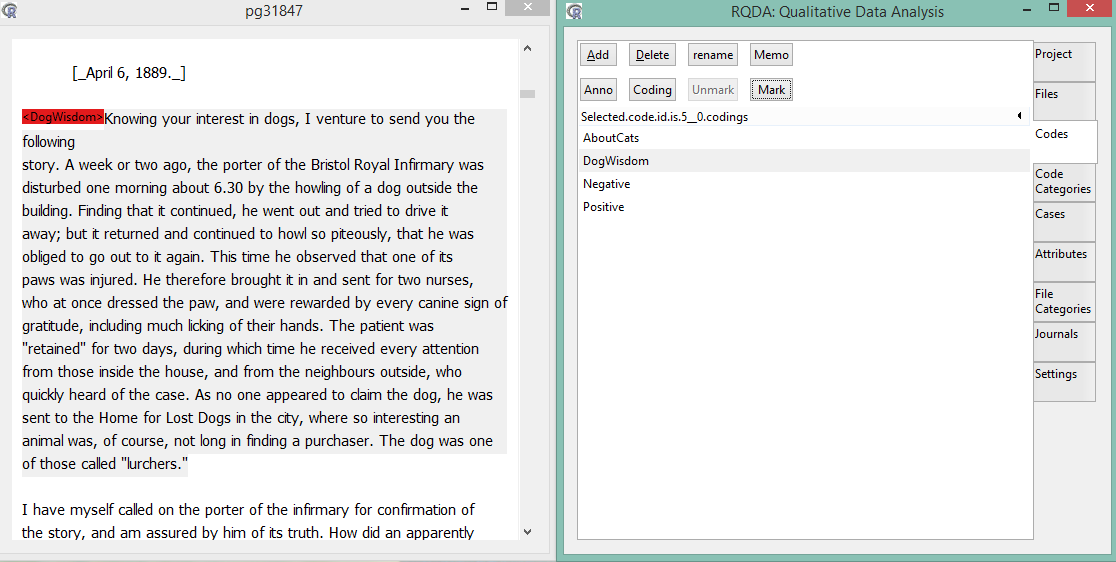 pg31847
[_April 6, 1889._]
<DogWisdom>Knowing your interest in dogs, I venture to send you the
following
story. A week or two ago, the porter of the Bristol Royal Infirmary was
disturbed one morning about 6.30 by the howling of a dog outside the
building. Finding that it continued, he went out and tried to drive it
away; but it returned and continued to howl so piteously, that he was
obliged to go out to it again. This time he observed that one of its
paws was injured. He therefore brought it in and sent for two nurses,
who at once dressed the paw, and were rewarded by every canine sign of
gratitude, including much licking of their hands. The patient was
"retained" for two days, during which time he received every attention
from those inside the house, and from the neighbours outside, who
quickly heard of the case. As no one appeared to claim the dog, he was
sent to the Home for Lost Dogs in the city, where so interesting an
animal was, of course, not long in finding a purchaser. The dog was one
of those called "lurchers."
I have myself called on the porter of the infirmary for confirmation of
the story, and am assured by him of its truth. How did an apparently
RQDA: Qualitative Data Analysis
Add Delete rename Memo
Anno Coding Unmark Mark
Selected.code.id.is.5__0.codings
AboutCats
DogWisdom
Negative
Positive
Project
Files
Codes
Code
Categories
Cases
Attributes
File
Categories
Journals
Settings